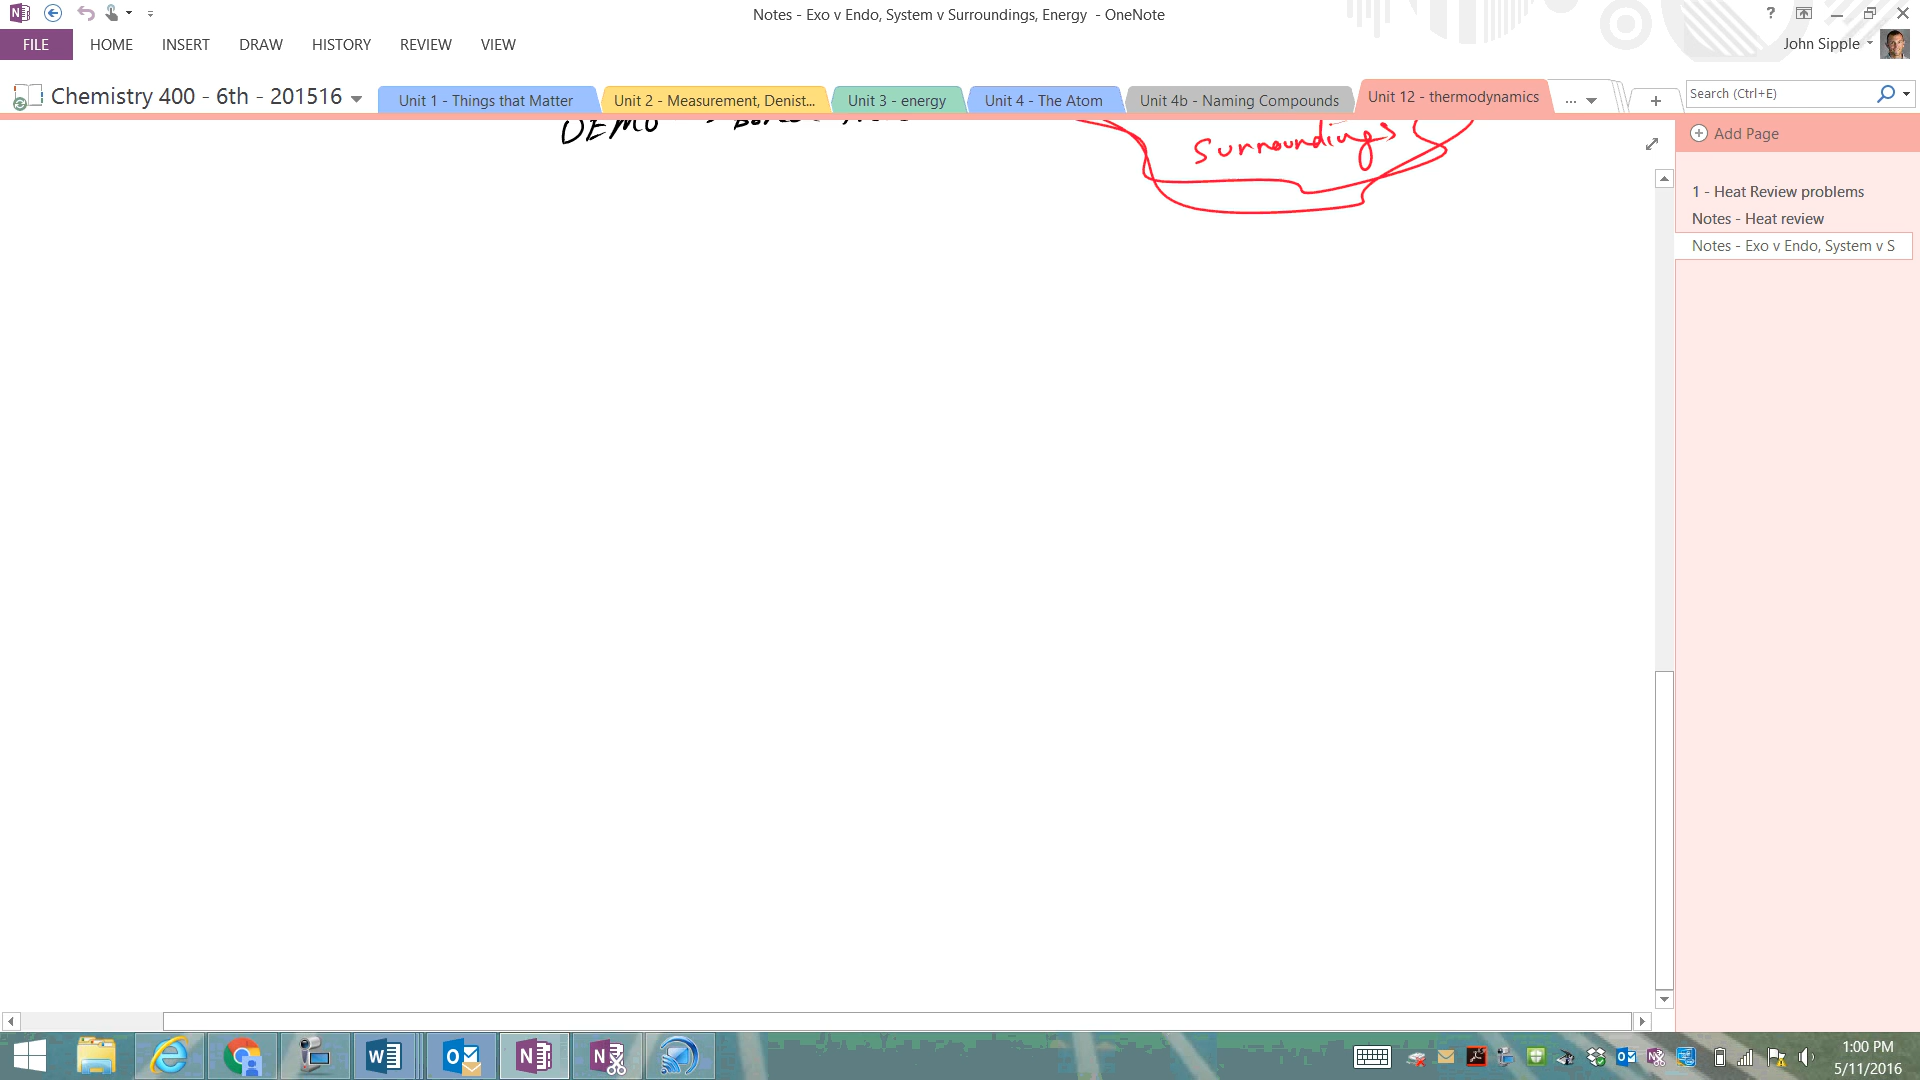 Notes - Exo v Endo, System v Surroundings, Energy - OneNote
FILE HOME INSERT DRAW HISTORY REVIEW VIEW
John Sipple
Chemistry 400 - 6th - 201516
Unit 1 - Things that Matter
Unit 2 - Measurement, Denist...
Unit 3 - energy
Unit 4 - The Atom
Unit 4b - Naming Compounds
Unit 12 - thermodynamics
...
Search (Ctrl+E)
DEMO
Surroundings
Add Page
1 - Heat Review problems
Notes - Heat review
Notes - Exo v Endo, System v S
1:00 PM
5/11/2016